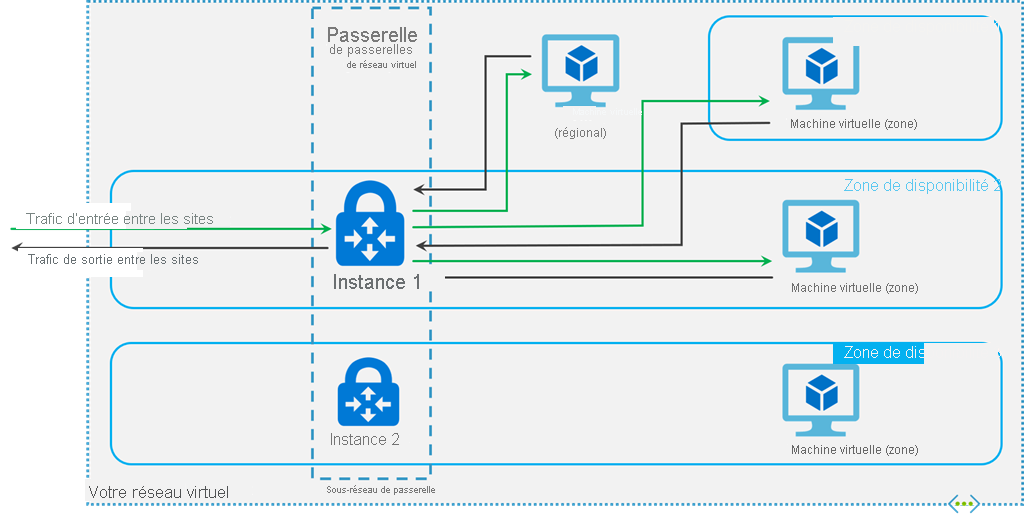 Passerelle
de passerelles
de réseau virtuel
(régional)
Machine virtuelle (zone)
Zone de disponibilité 2
Trafic d'entrée entre les sites
Trafic de sortie entre les sites
Instance 1
Machine virtuelle (zone)
Zone de dis
Instance 2
Machine virtuelle (zone)
Sous-réseau de passerelle
Votre réseau virtuel